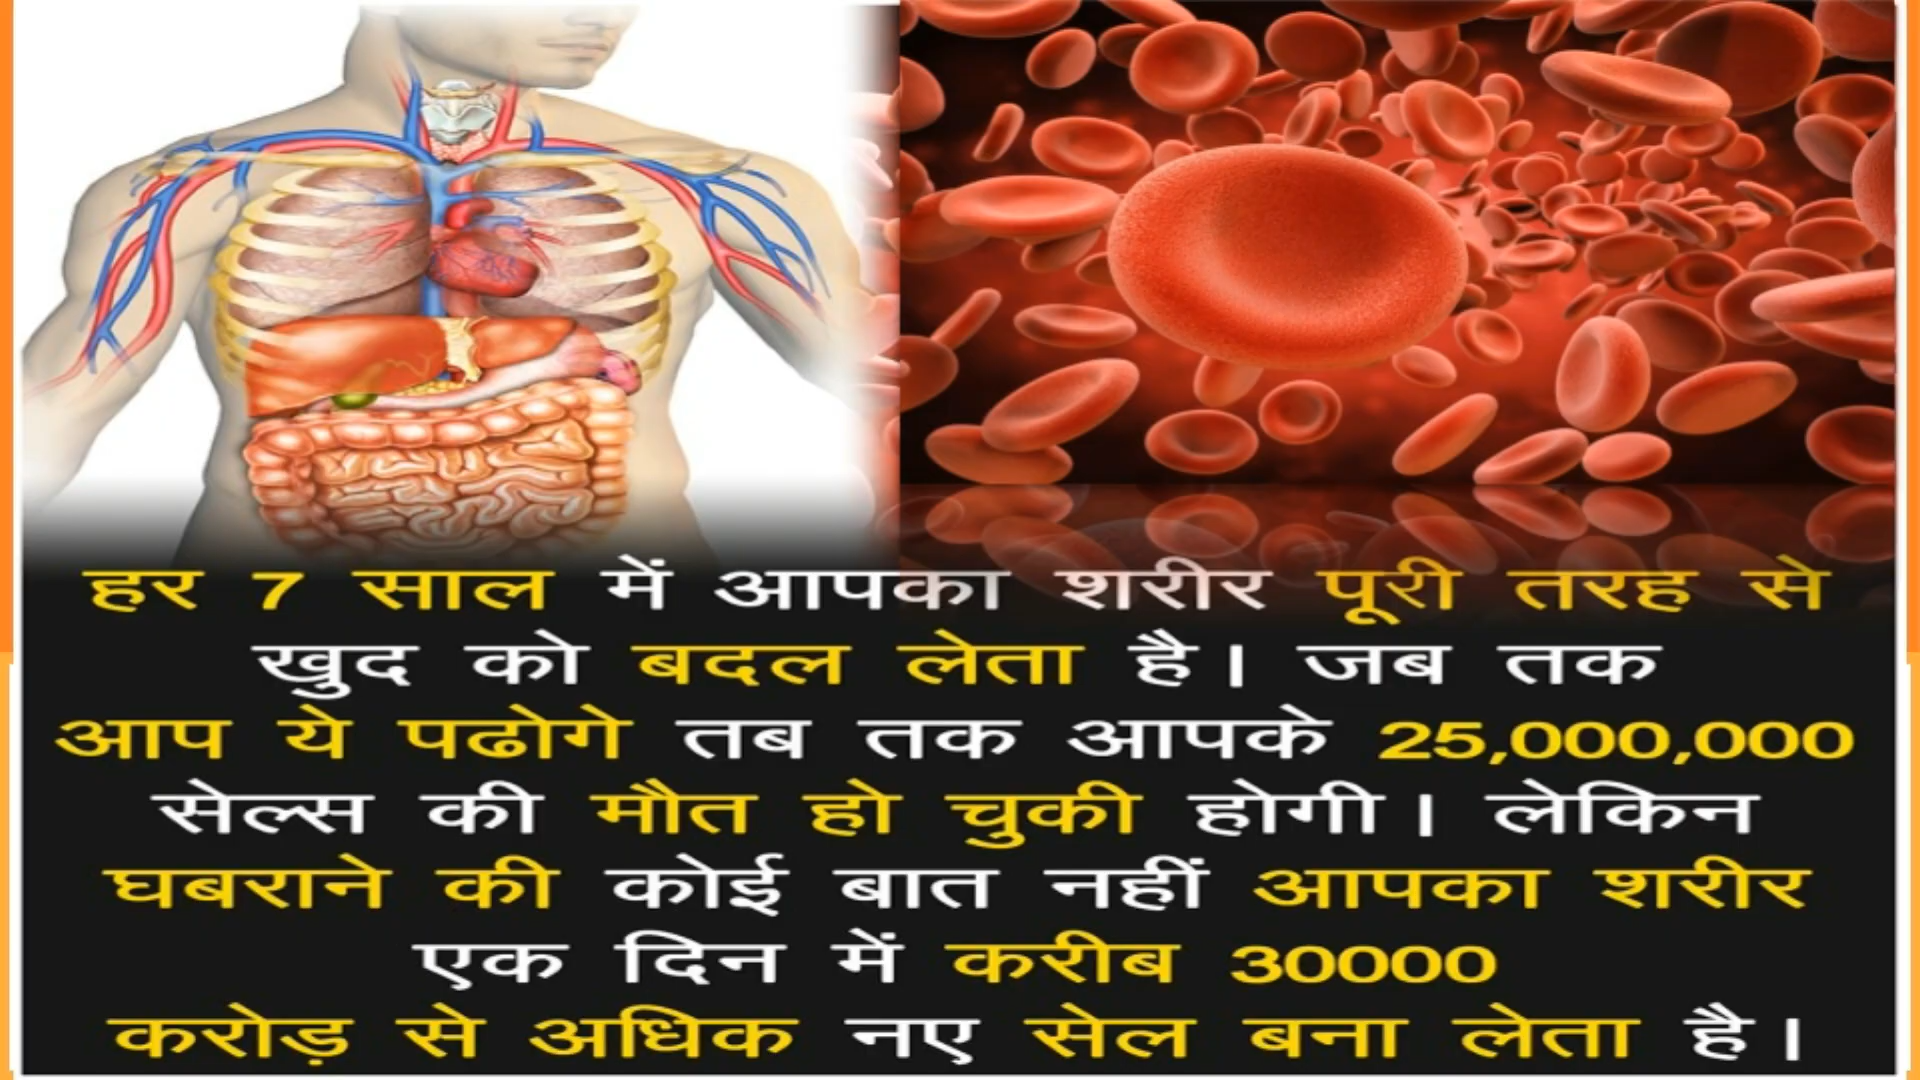 हर 7 साल में आपका शरीर पूरी तरह से
खुद को बदल लेता है। जब तक
आप ये पढोगे तब तक आपके 25,000,000
सेल्स की मौत हो चुकी होगी। लेकिन
घबराने की कोई बात नहीं आपका शरीर
एक दिन में करीब 30000
करोड़ से अधिक नए सेल बना लेता है।